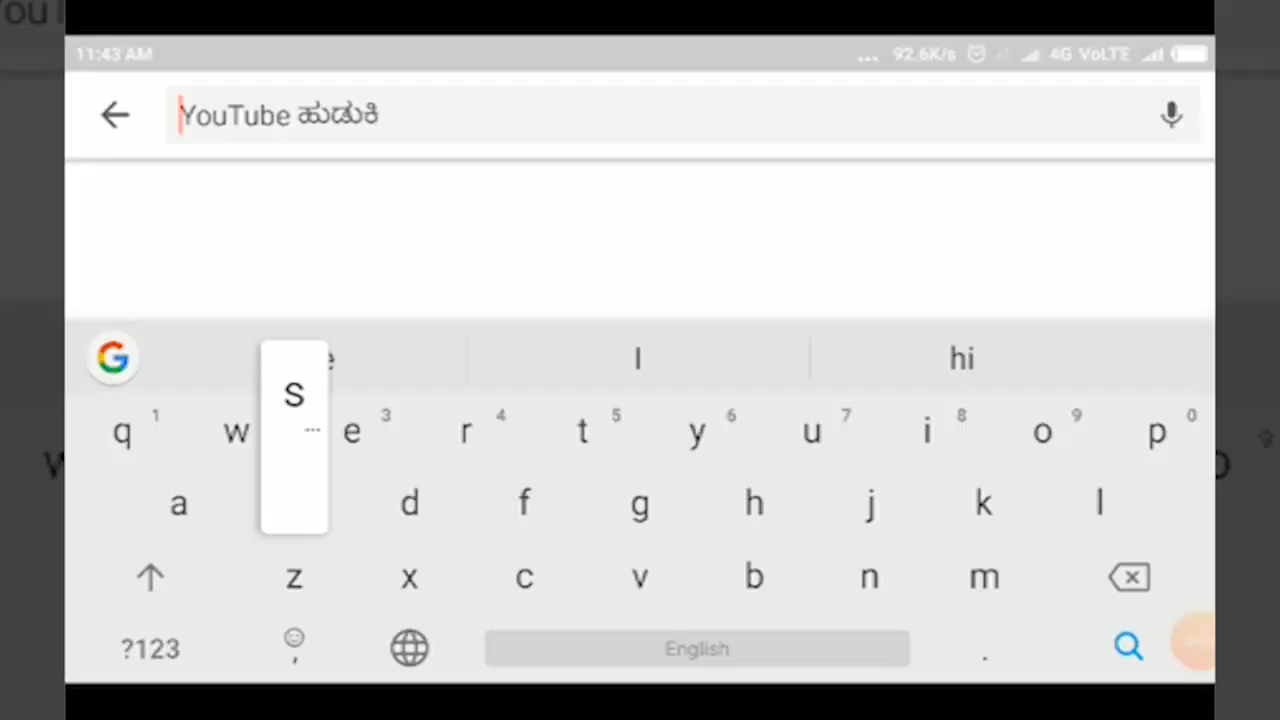 11:43 AM
... 92.6K/s 4G VoLTE
YouTube ಹುಡುಕಿ
I hi
S
...
q 1 w e 3 r 4 t 5 y 6 u 7 i 8 o 9 p 0
a d f g h j k l
z x c v b n m
?123 , English .